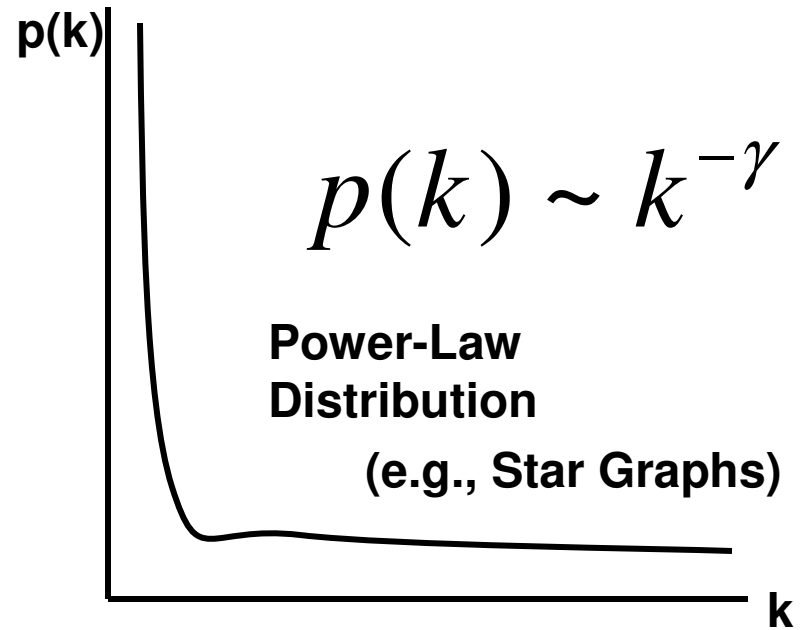 p(k)
p(k) ~ k^{-γ}
Power-Law
Distribution
(e.g., Star Graphs)
k